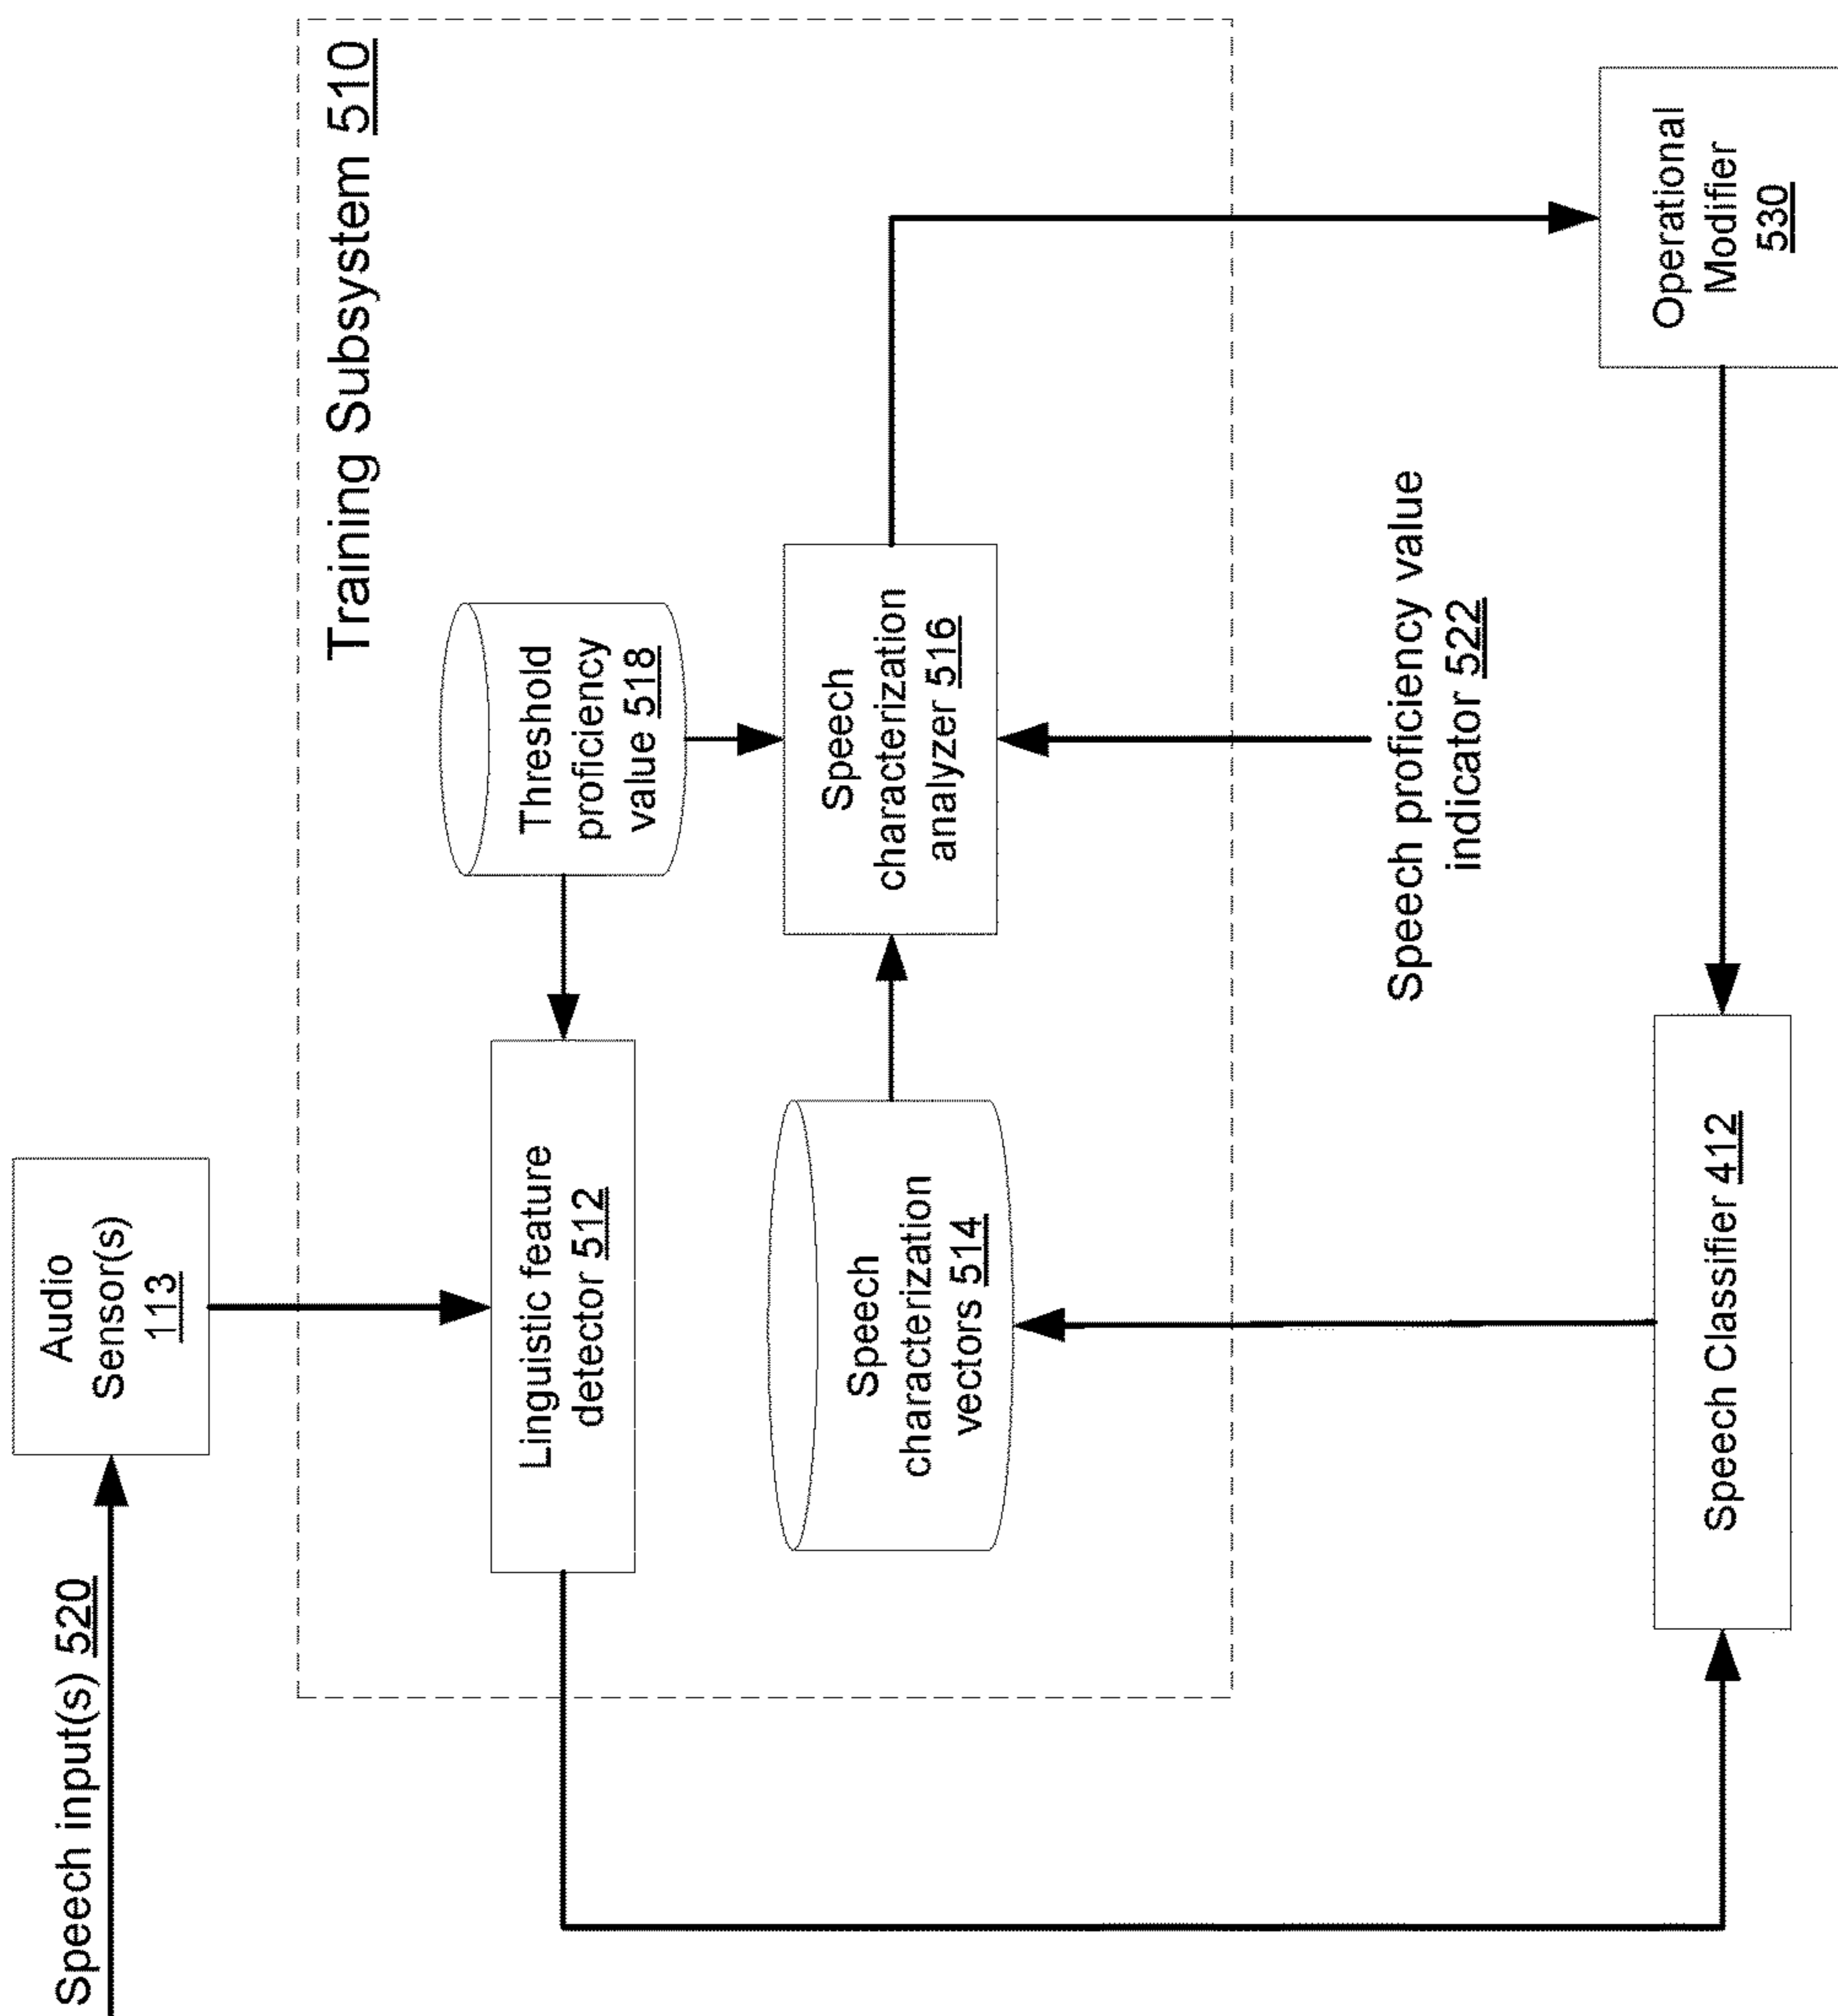 Speech input(s) 520
Audio
Sensor(s)
113
Training Subsystem 510
Linguistic feature
detector 512
Threshold
proficiency
value 518
Speech
characterization
vectors 514
Speech
characterization
analyzer 516
Speech proficiency value
indicator 522
Speech Classifier 412
Operational
Modifier
530